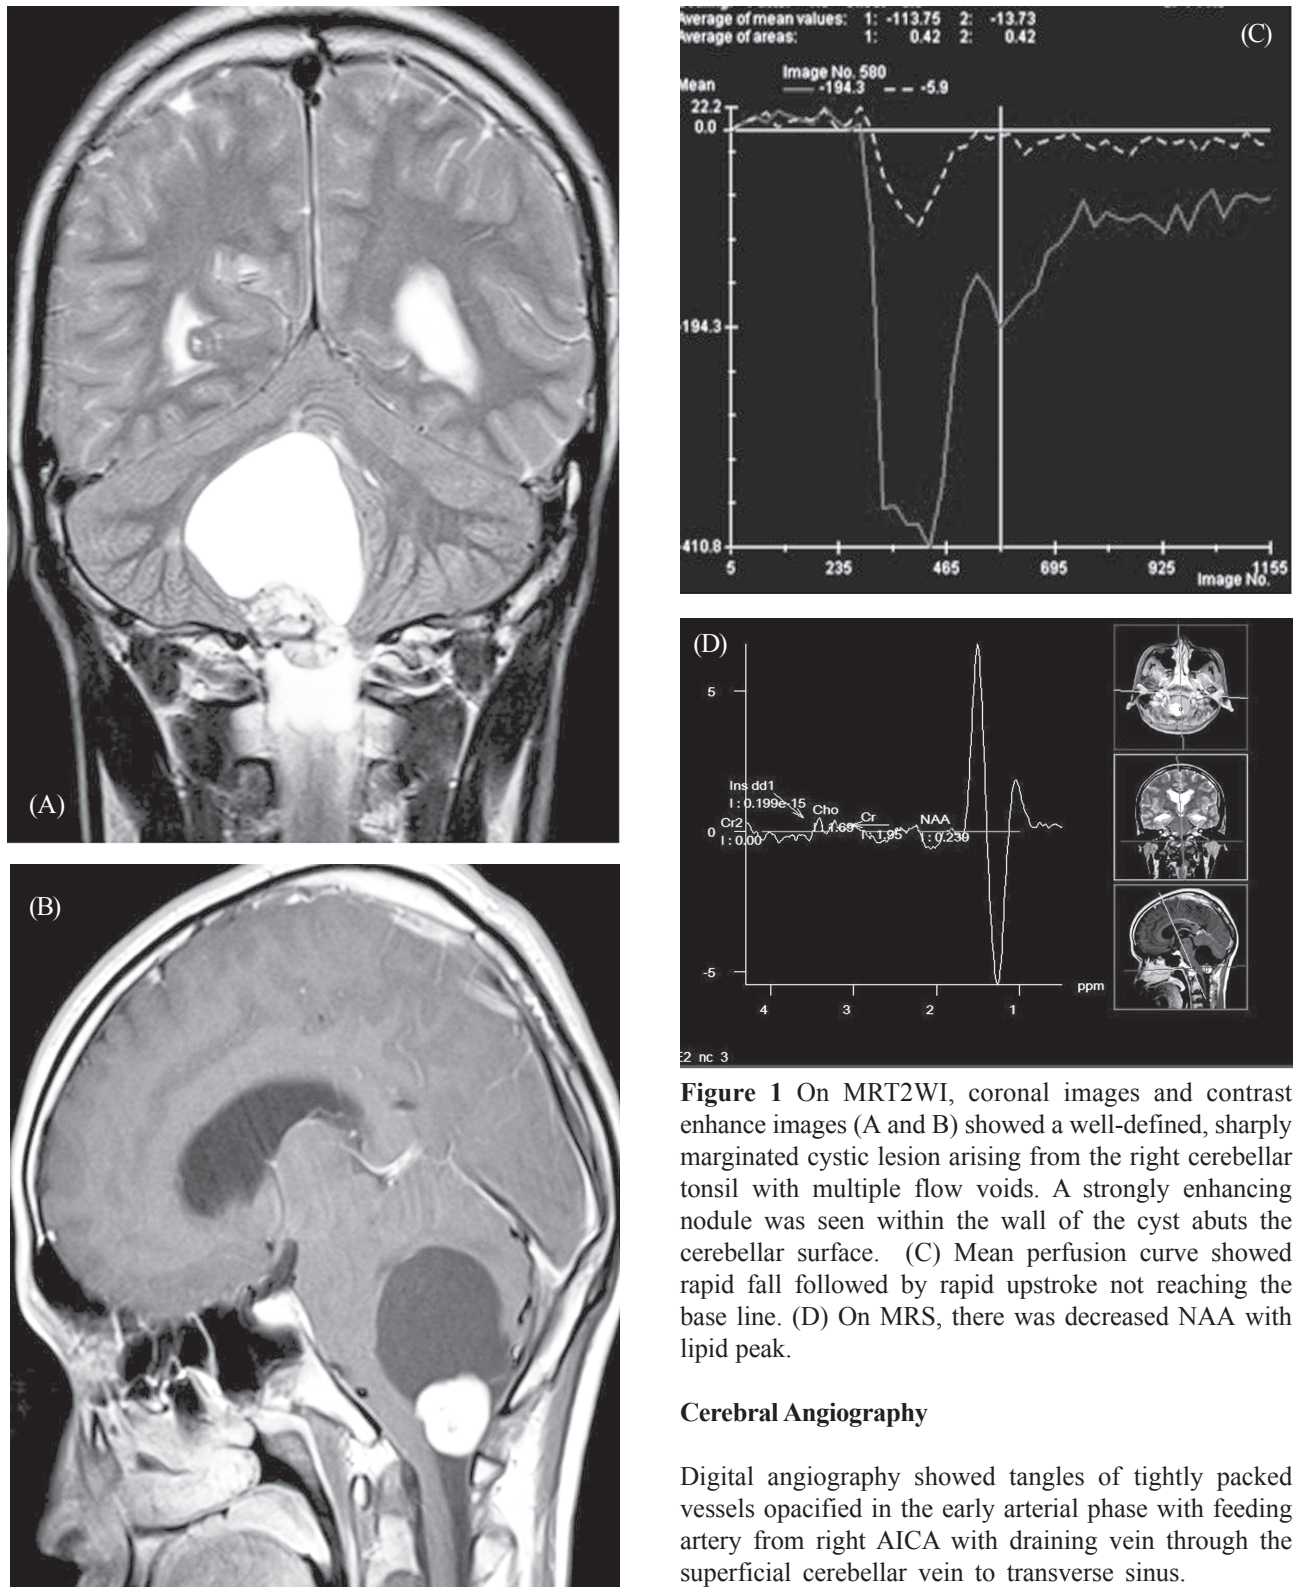 (A)
(B)
Average of mean values: 1: -113.75 2: -13.73
Average of areas: 1: 0.42 2: 0.42
(C)
Image No. 580
Mean
-194.3 -5.9
22.2
0.0
194.3
410.8
5 235 465 695 925 1155
Image No.
(D)
5
Ins dd1
I : 0.199e-15
Cho
Cr
NAA
Cr2
1.69
0
I : 0.00
I : 1.95
I : 0.239
-5
ppm
4 3 2 1
E2 nc 3
Figure 1 On MRT2WI, coronal images and contrast
enhance images (A and B) showed a well-defined, sharply
marginated cystic lesion arising from the right cerebellar
tonsil with multiple flow voids. A strongly enhancing
nodule was seen within the wall of the cyst abuts the
cerebellar surface. (C) Mean perfusion curve showed
rapid fall followed by rapid upstroke not reaching the
base line. (D) On MRS, there was decreased NAA with
lipid peak.
Cerebral Angiography
Digital angiography showed tangles of tightly packed
vessels opacified in the early arterial phase with feeding
artery from right AICA with draining vein through the
superficial cerebellar vein to transverse sinus.